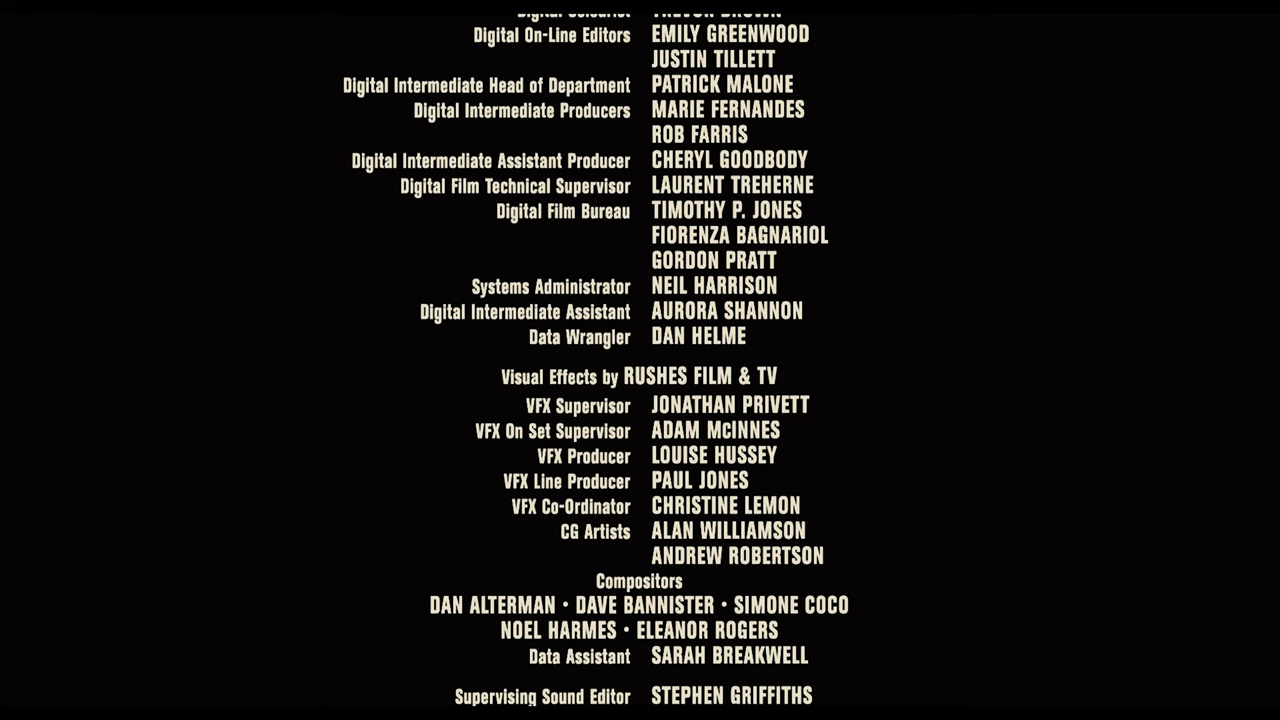 Digital Colourist TREVOR BROWN
Digital On-Line Editors EMILY GREENWOOD
JUSTIN TILLETT
Digital Intermediate Head of Department PATRICK MALONE
Digital Intermediate Producers MARIE FERNANDES
ROB FARRIS
Digital Intermediate Assistant Producer CHERYL GOODBODY
Digital Film Technical Supervisor LAURENT TREHERNE
Digital Film Bureau TIMOTHY P. JONES
FIORENZA BAGNARIOL
GORDON PRATT
Systems Administrator NEIL HARRISON
Digital Intermediate Assistant AURORA SHANNON
Data Wrangler DAN HELME
Visual Effects by RUSHES FILM & TV
VFX Supervisor JONATHAN PRIVETT
VFX On Set Supervisor ADAM McINNES
VFX Producer LOUISE HUSSEY
VFX Line Producer PAUL JONES
VFX Co-Ordinator CHRISTINE LEMON
CG Artists ALAN WILLIAMSON
ANDREW ROBERTSON
Compositors
DAN ALTERMAN • DAVE BANNISTER • SIMONE COCO
NOEL HARMES • ELEANOR ROGERS
Data Assistant SARAH BREAKWELL
Supervising Sound Editor STEPHEN GRIFFITHS